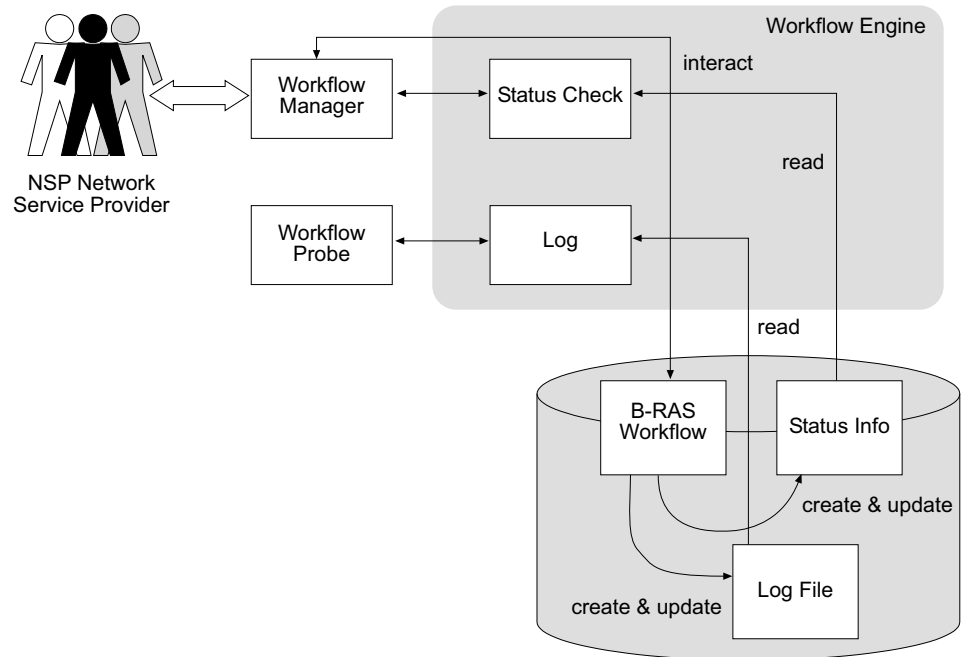 Workflow Engine
interact
Workflow
Manager
Status Check
read
NSP Network
Service Provider
Workflow
Probe
Log
read
B-RAS
Workflow
Status Info
create & update
Log File
create & update